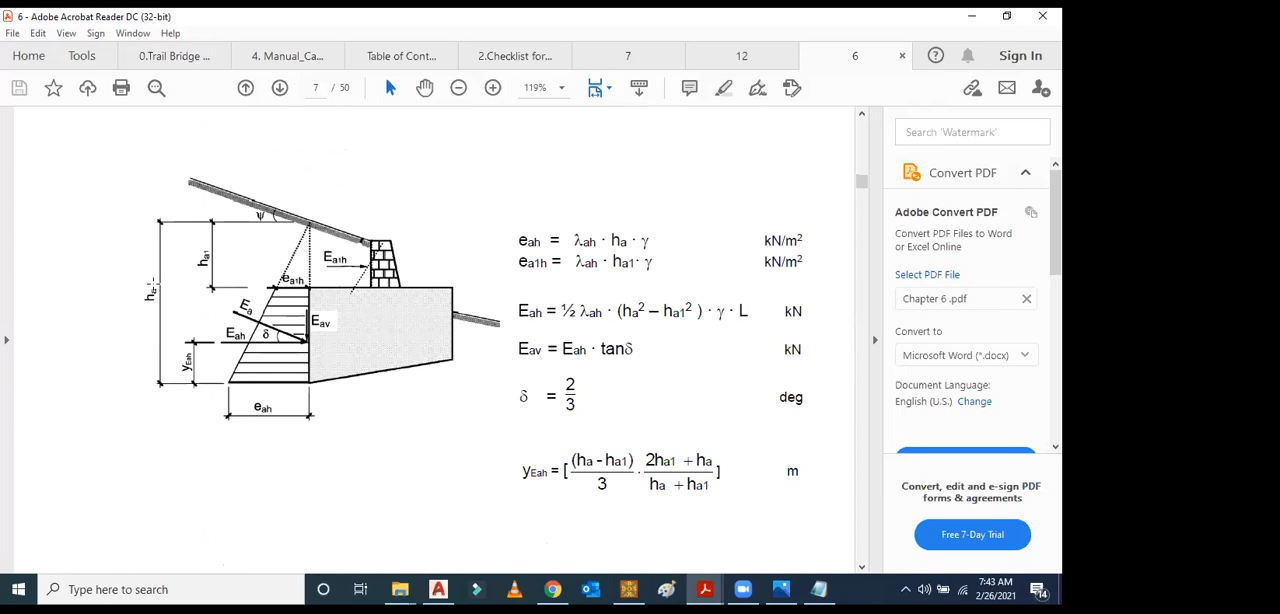 6 - Adobe Acrobat Reader DC (32-bit)
File Edit View Sign Window Help
Home Tools 0.Trail Bridge ... 4. Manual_Ca... Table of Cont... 2.Checklist for... 7 12 6 Sign In
7 / 50 119%
Search 'Watermark'
Convert PDF
Adobe Convert PDF
Convert PDF Files to Word
or Excel Online
Select PDF File
Chapter 6 .pdf
Convert to
Microsoft Word (*.docx)
Document Language:
English (U.S.) Change
Convert, edit and e-sign PDF
forms & agreements
Free 7-Day Trial
ψ
ha1
ha
Ea1h
ea1h
Ea
Eav
Eah
δ
yEah
eah
eah = λah · ha · γ kN/m²
ea1h = λah · ha1 · γ kN/m²
Eah = ½ λah · (ha² – ha1² ) · γ · L kN
Eav = Eah · tanδ kN
δ = 2/3 deg
yEah = [ (ha - ha1)/3 · (2ha1 + ha)/(ha + ha1) ] m
Type here to search
7:43 AM
2/26/2021
14